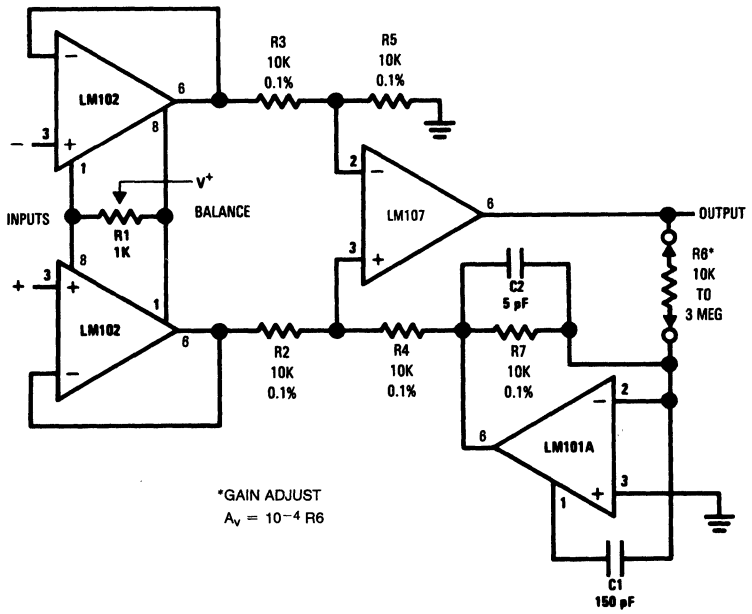 R3
10K
0.1%
R5
10K
0.1%
−
LM102
6
8
− 3 +
1
V+
INPUTS
R1
1K
BALANCE
2 −
LM107
6
3 +
OUTPUT
8
+ 3 +
1
LM102
6
−
R2
10K
0.1%
R4
10K
0.1%
C2
5 pF
R7
10K
0.1%
R6*
10K
TO
3 MEG
2
−
6
LM101A
3
+
1
C1
150 pF
*GAIN ADJUST
Av = 10−4 R6